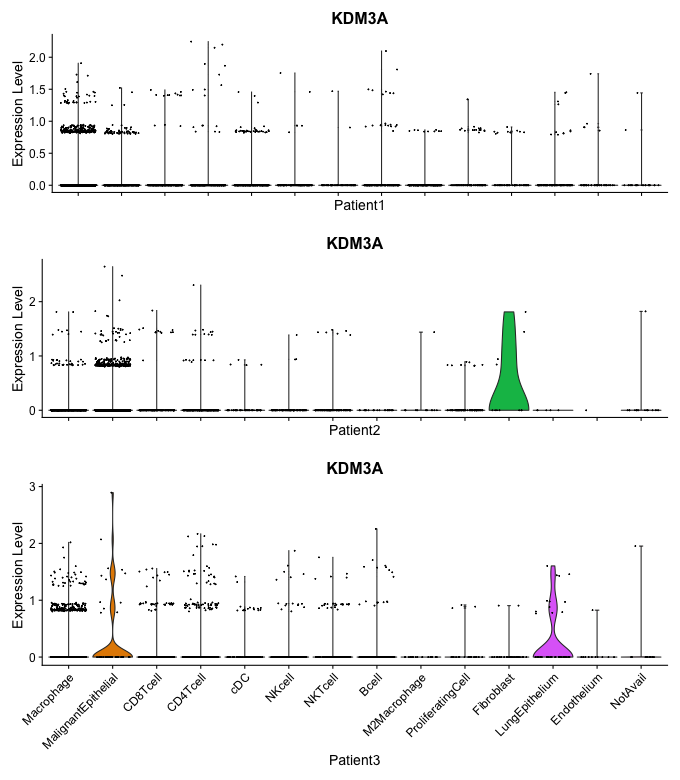 KDM3A
Expression Level
2.0
1.5
1.0
0.5
0.0
Patient1
KDM3A
Expression Level
2
1
0
Patient2
KDM3A
Expression Level
3
2
1
0
Macrophage
MalignantEpithelial
CD8Tcell
CD4Tcell
cDC
NKcell
NKTcell
Bcell
M2Macrophage
ProliferatingCell
Fibroblast
LungEpithelium
Endothelium
NotAvail
Patient3